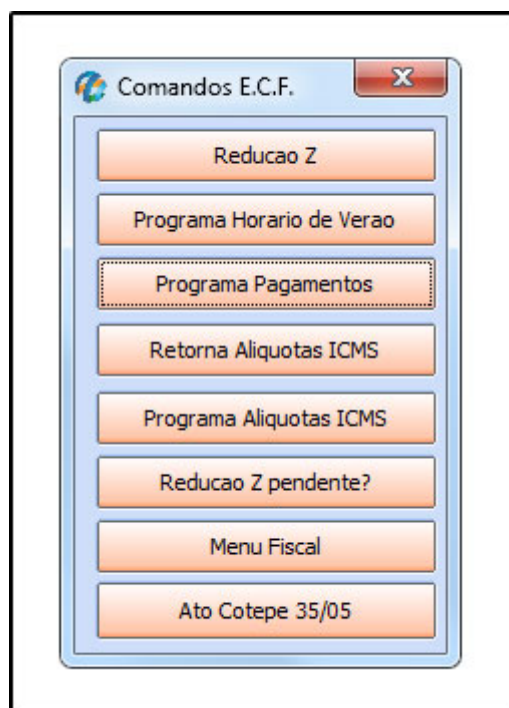 Comandos E.C.F.
Reducao Z
Programa Horario de Verao
Programa Pagamentos
Retorna Aliquotas ICMS
Programa Aliquotas ICMS
Reducao Z pendente?
Menu Fiscal
Ato Cotepe 35/05